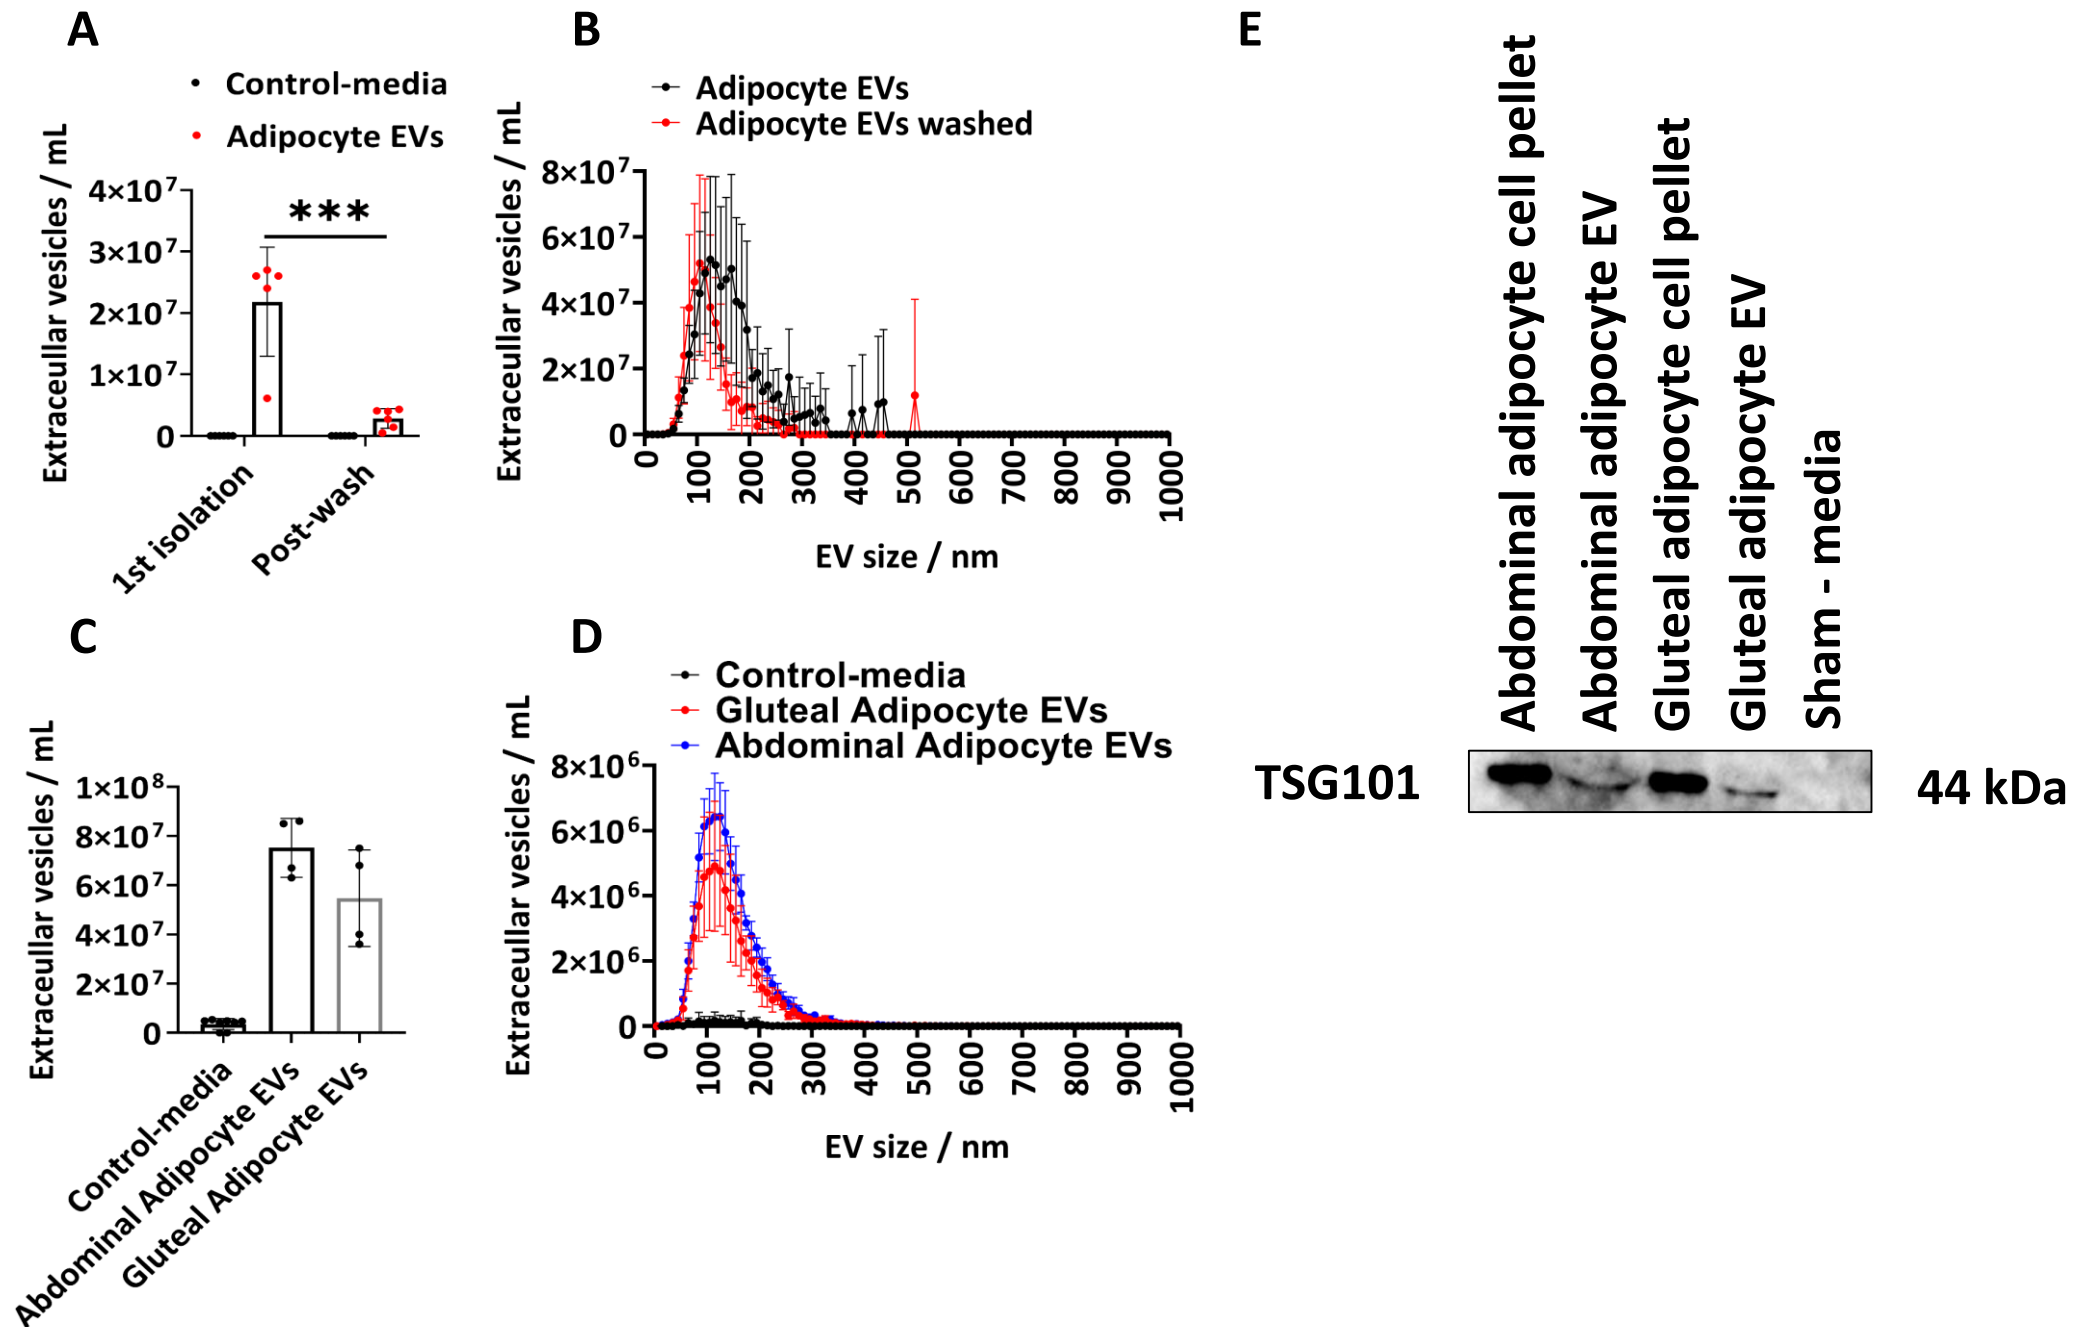 A
Control-media
Adipocyte EVs
Extraceullar vesicles / mL
4×10⁷
3×10⁷
2×10⁷
1×10⁷
0
***
1st isolation
Post-wash
B
Adipocyte EVs
Adipocyte EVs washed
Extraceullar vesicles / mL
8×10⁷
6×10⁷
4×10⁷
2×10⁷
0
0 100 200 300 400 500 600 700 800 900 1000
EV size / nm
C
Extraceullar vesicles / mL
1×10⁸
8×10⁷
6×10⁷
4×10⁷
2×10⁷
0
Control-media
Abdominal Adipocyte EVs
Gluteal Adipocyte EVs
D
Control-media
Gluteal Adipocyte EVs
Abdominal Adipocyte EVs
Extraceullar vesicles / mL
8×10⁶
6×10⁶
4×10⁶
2×10⁶
0
0 100 200 300 400 500 600 700 800 900 1000
EV size / nm
E
Abdominal adipocyte cell pellet
Abdominal adipocyte EV
Gluteal adipocyte cell pellet
Gluteal adipocyte EV
Sham - media
TSG101
44 kDa